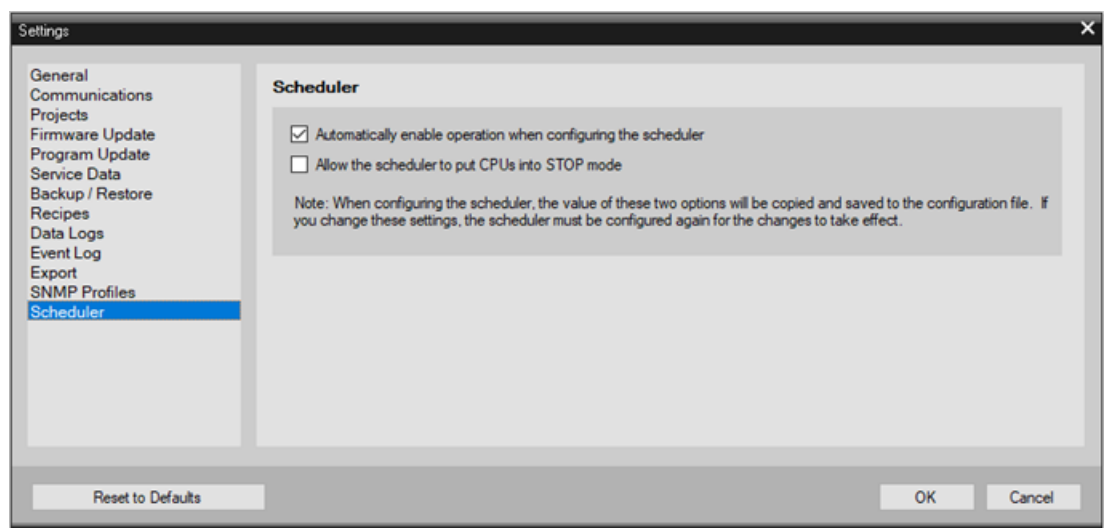 Settings
General
Communications
Projects
Firmware Update
Program Update
Service Data
Backup / Restore
Recipes
Data Logs
Event Log
Export
SNMP Profiles
Scheduler
Scheduler
Automatically enable operation when configuring the scheduler
Allow the scheduler to put CPUs into STOP mode
Note: When configuring the scheduler, the value of these two options will be copied and saved to the configuration file. If
you change these settings, the scheduler must be configured again for the changes to take effect.
Reset to Defaults
OK
Cancel